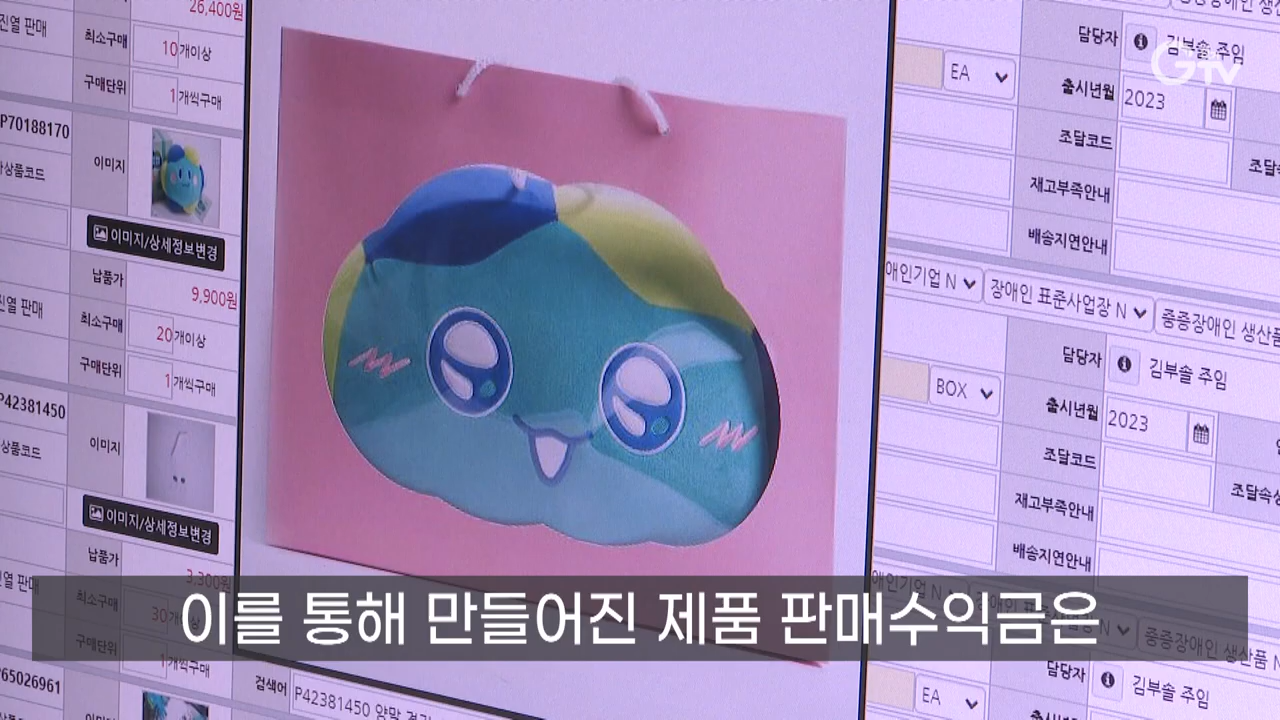 26,400원
진열 판매
최소구매
10개이상
구매단위
1개씩구매
P70188170
이미지
상품코드
이미지/상세정보변경
납품가
9,900원
진열 판매
최소구매
20개이상
구매단위
1개씩구매
P42381450
이미지
상품코드
이미지/상세정보변경
납품가
3,300원
최소구매
30개
구매단위
1개씩구매
65026961
검색어
P42381450
담당자
김부솔 주임
GTV
EA
출시년월
2023
조달코드
재고부족안내
배송지연안내
애인기업 N
장애인 표준사업장 N
중증장애인 생산품
담당자
김부솔 주임
BOX
출시년월
2023
조달코드
조달속성
재고부족안내
배송지연안내
애인기업 N
중증장애인 생산품 N
담당자
김부솔 주임
EA
이를 통해 만들어진 제품 판매수익금은